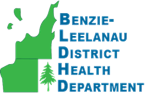 BENZIE-
LEELANAU
DISTRICT
HEALTH
DEPARTMENT